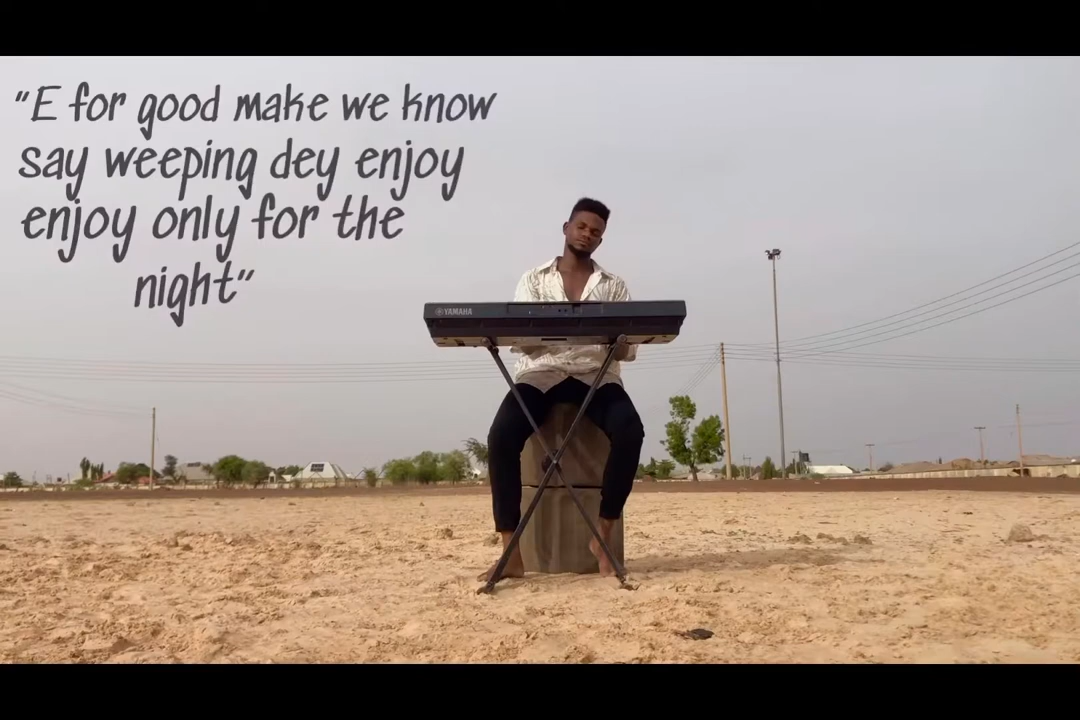 "E for good make we know
say weeping dey enjoy
enjoy only for the
night"
YAMAHA